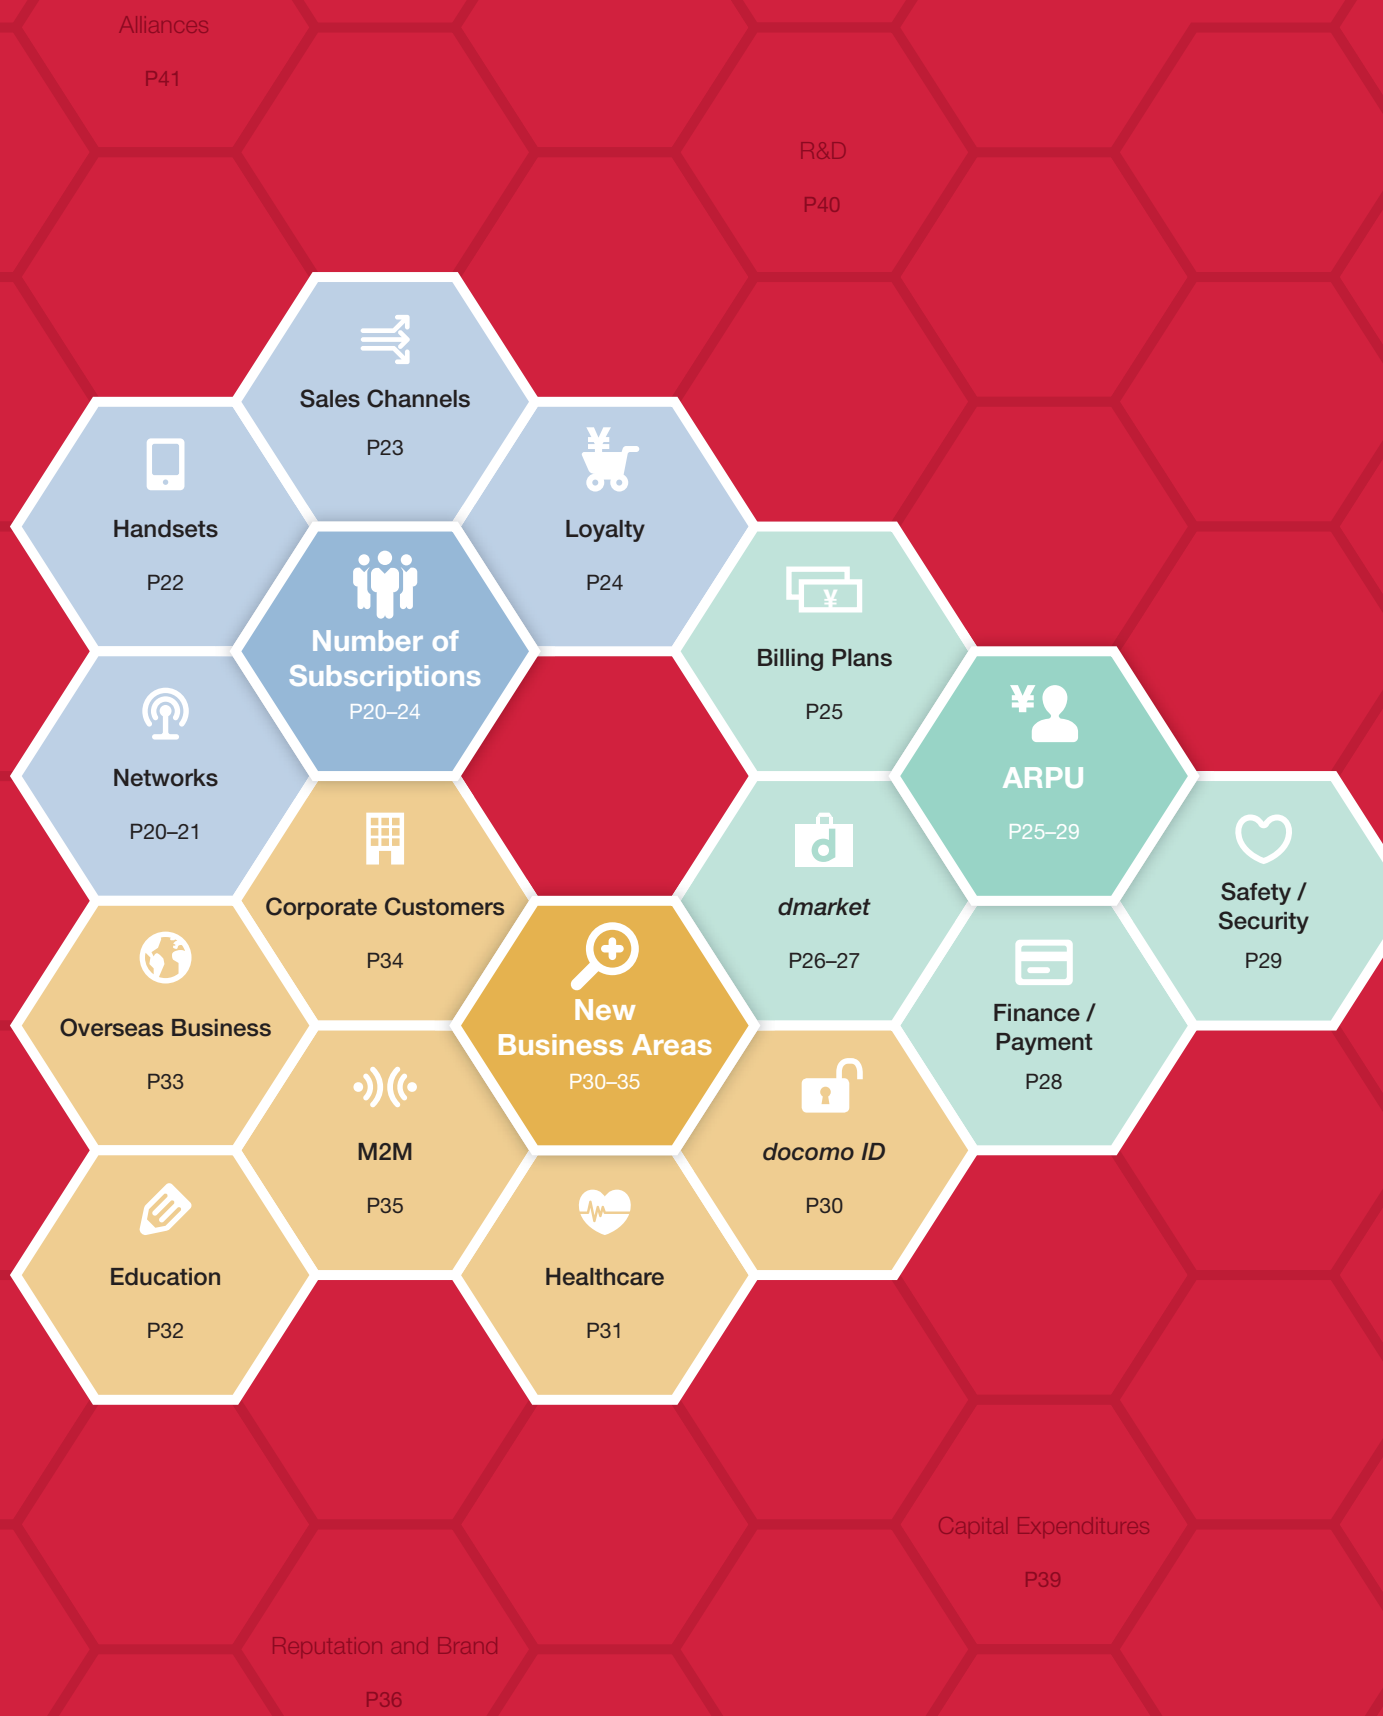 Alliances
P41
R&D
P40
Sales Channels
P23
Handsets
P22
¥
Loyalty
P24
Number of
Subscriptions
P20–24
¥
Billing Plans
P25
Networks
P20–21
¥
ARPU
P25–29
Corporate Customers
P34
d
dmarket
P26–27
Safety /
Security
P29
Overseas Business
P33
New
Business Areas
P30–35
Finance /
Payment
P28
M2M
P35
docomo ID
P30
Education
P32
Healthcare
P31
Capital Expenditures
P39
Reputation and Brand
P36